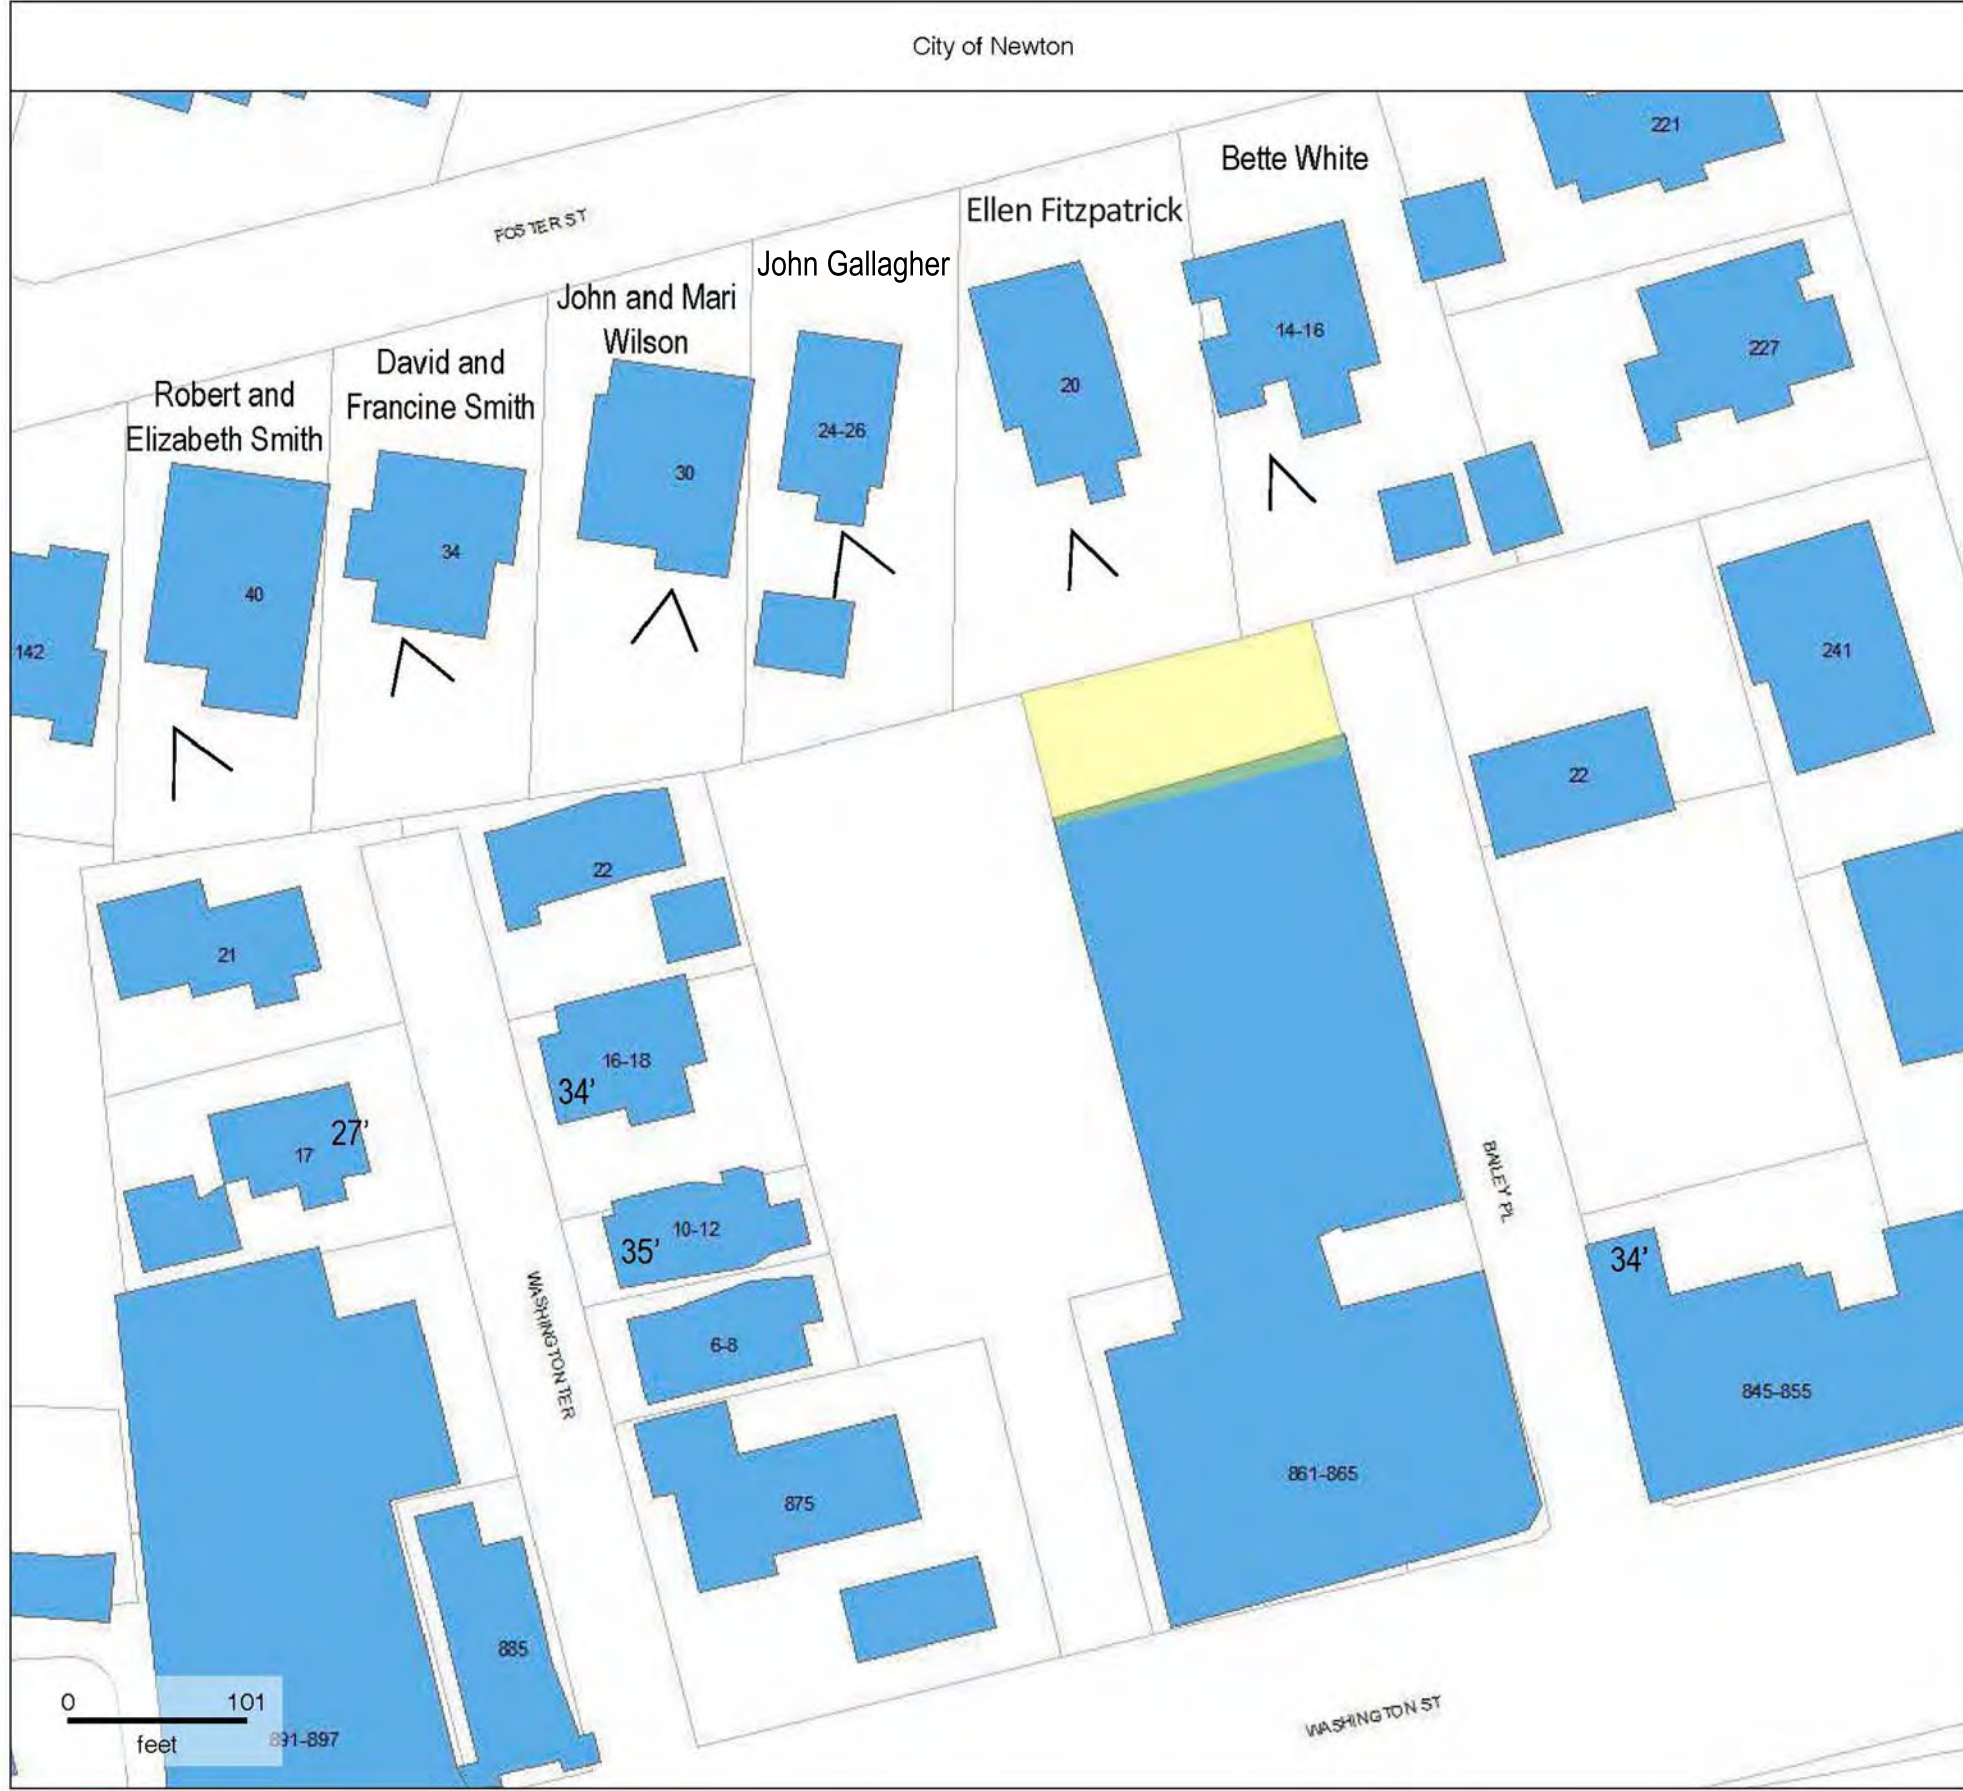 City of Newton
221
Bette White
Ellen Fitzpatrick
FOSTER ST
John Gallagher
John and Mari
Wilson
14-16
227
David and
Francine Smith
20
Robert and
Elizabeth Smith
24-26
30
34
40
142
241
22
22
21
16-18
34'
27'
17
BAILEY PL
10-12
35'
34'
WASHINGTON TER
6-8
845-855
861-865
875
885
0 101
feet
891-897
WASHINGTON ST